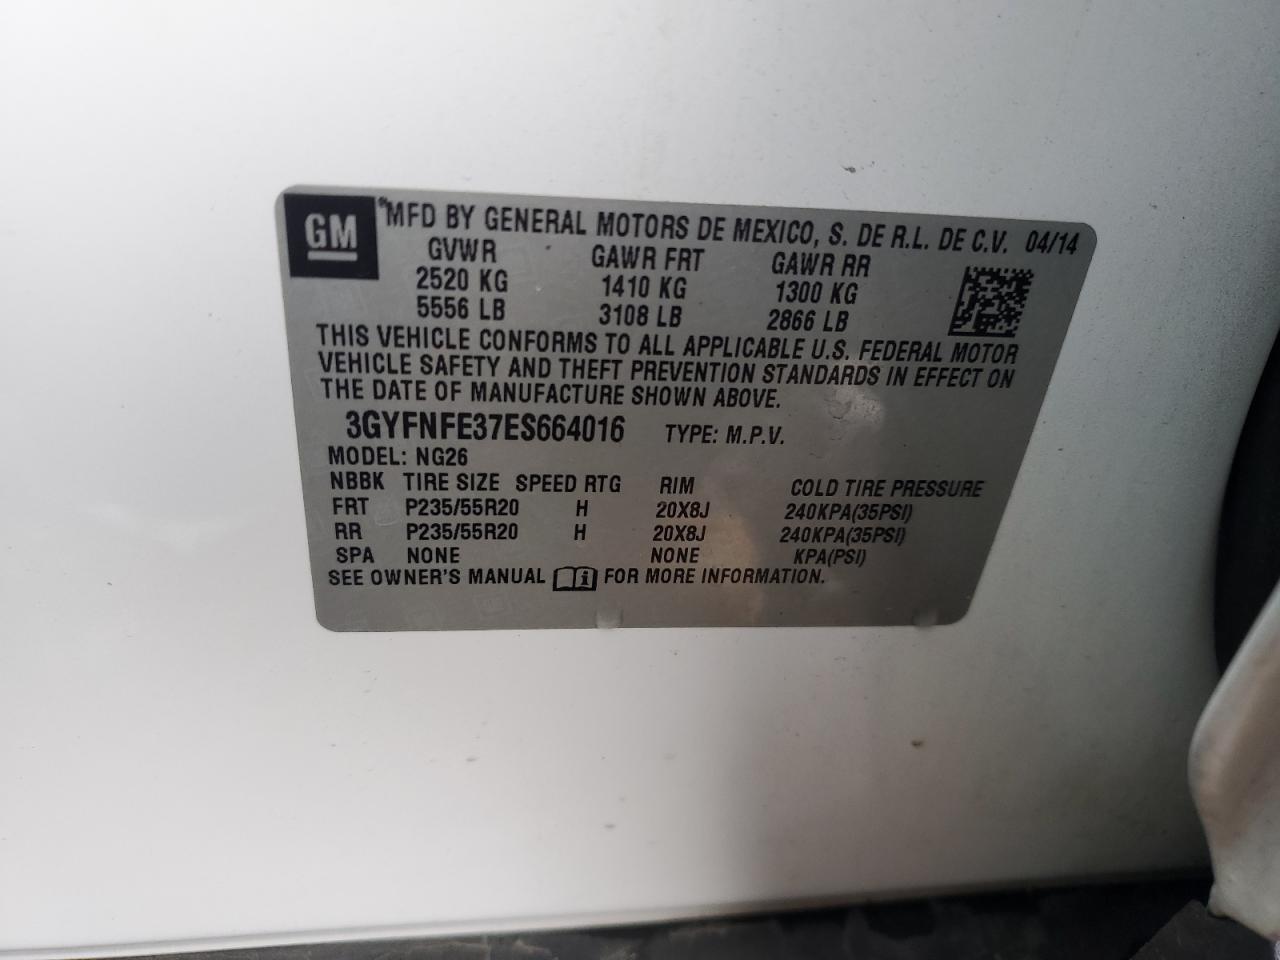 GM ® MFD BY GENERAL MOTORS DE MEXICO, S. DE R.L. DE C.V. 04/14
GVWR GAWR FRT GAWR RR
2520 KG 1410 KG 1300 KG
5556 LB 3108 LB 2866 LB
THIS VEHICLE CONFORMS TO ALL APPLICABLE U.S. FEDERAL MOTOR
VEHICLE SAFETY AND THEFT PREVENTION STANDARDS IN EFFECT ON
THE DATE OF MANUFACTURE SHOWN ABOVE.
3GYFNFE37ES664016 TYPE: M.P.V.
MODEL: NG26
NBBK TIRE SIZE SPEED RTG RIM COLD TIRE PRESSURE
FRT P235/55R20 H 20X8J 240KPA(35PSI)
RR P235/55R20 H 20X8J 240KPA(35PSI)
SPA NONE NONE KPA(PSI)
SEE OWNER'S MANUAL i FOR MORE INFORMATION.